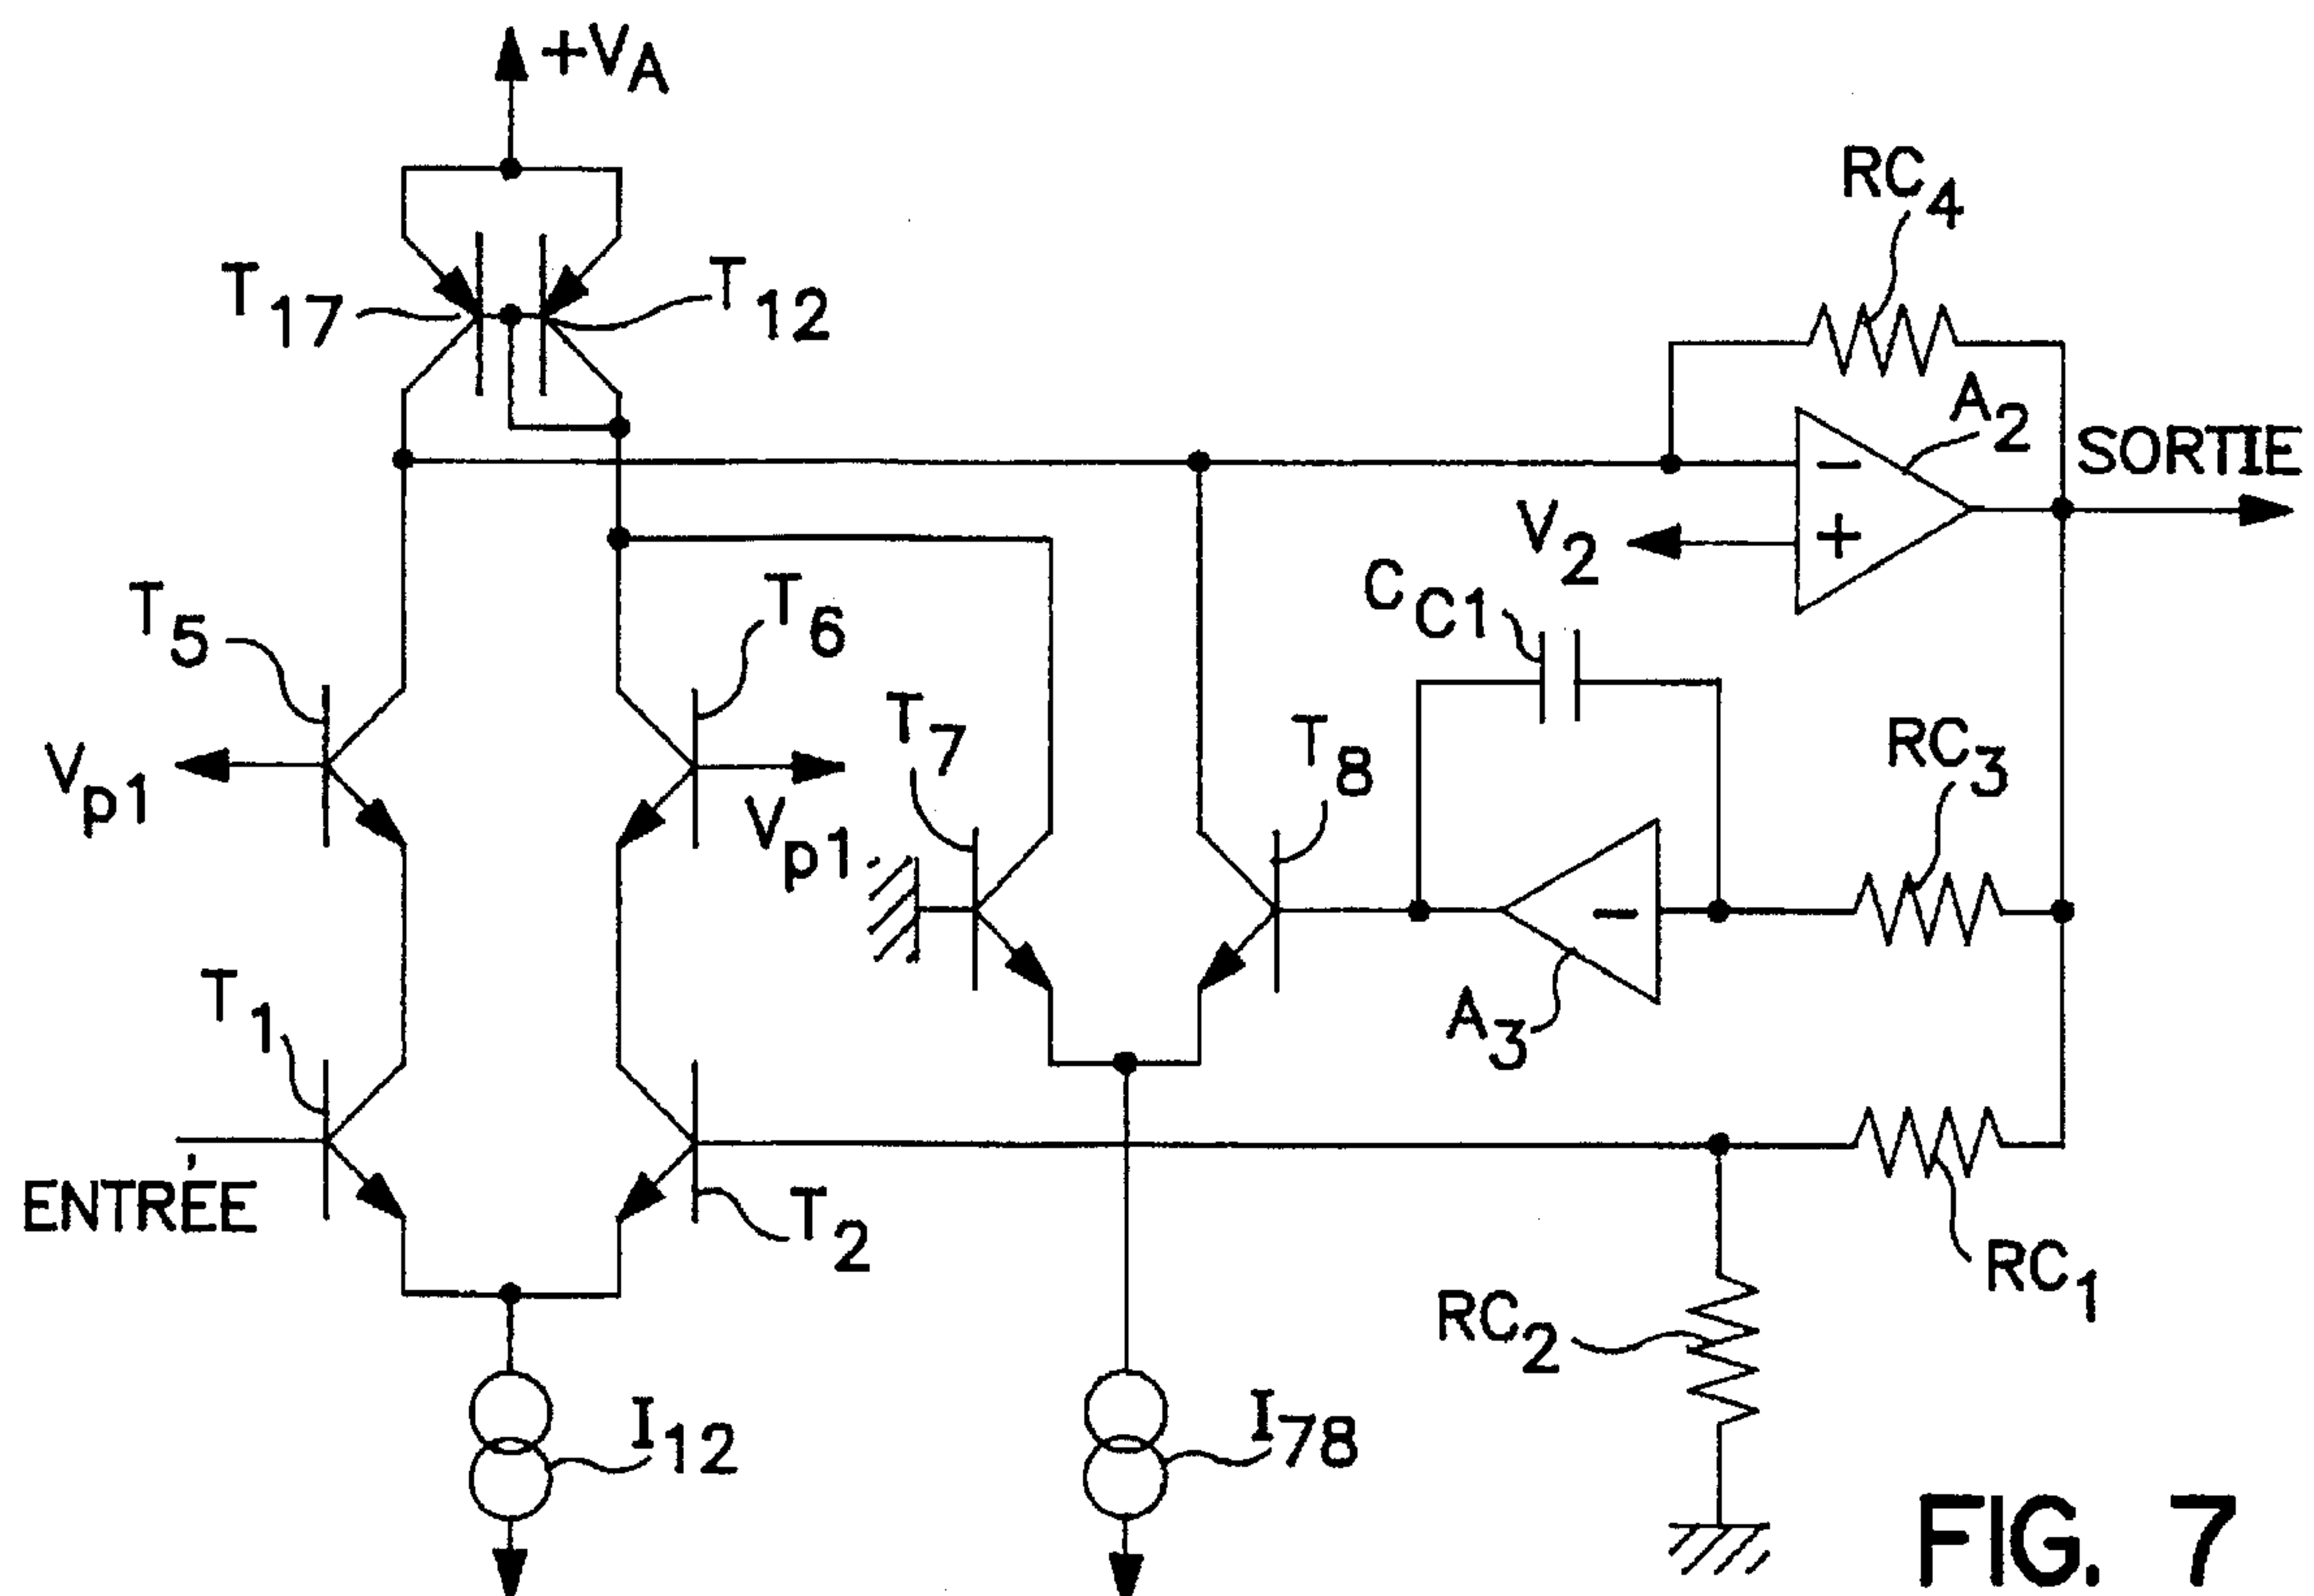 +VA
RC4
T17
T12
A2
SORTIE
V2
CC1
T5
T6
T7
T8
RC3
Vp1
Vp1
A3
T1
ENTRÉE
T2
RC1
RC2
I12
I78
FIG. 7
−
+
−